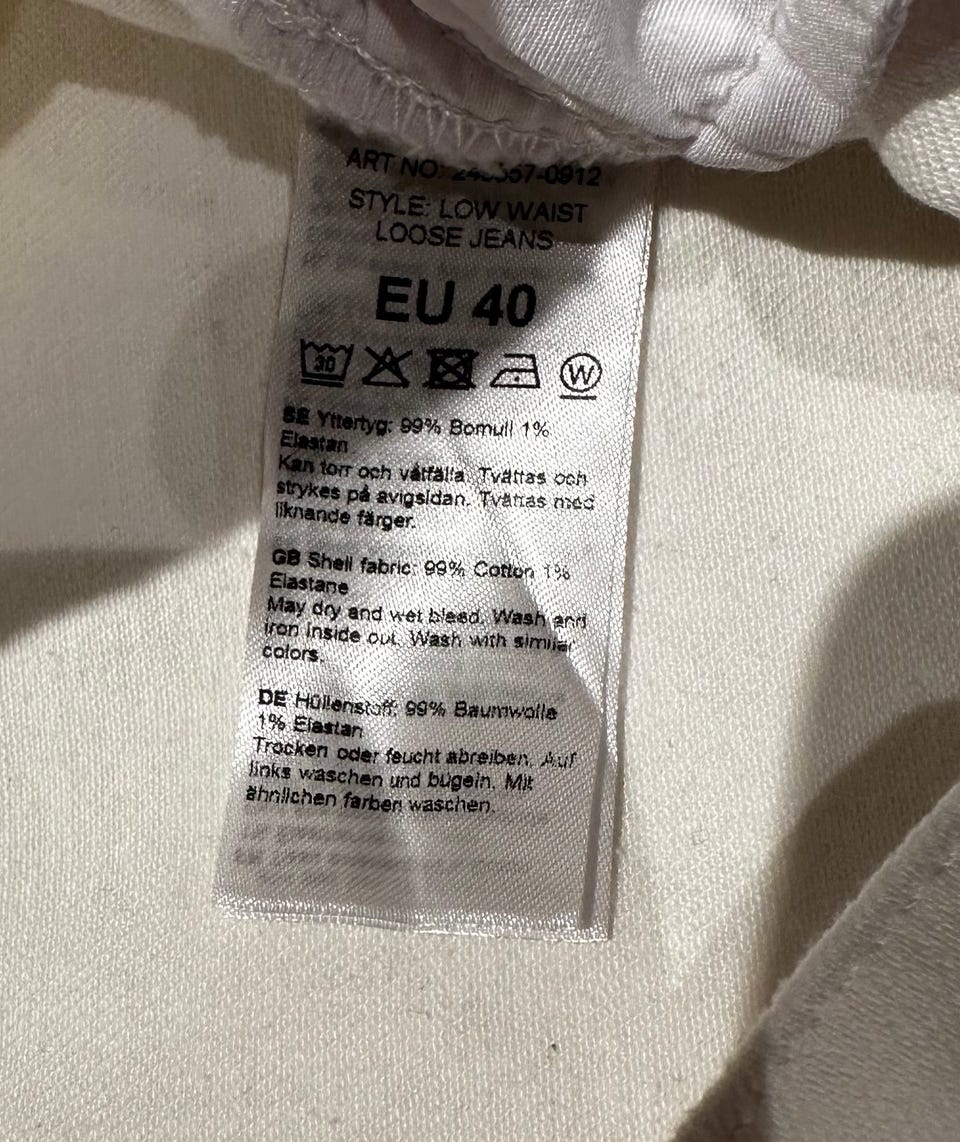 ART NO:
STYLE: LOW WAIST
LOOSE JEANS
EU 40
30 W
SE Yttertyg: 99% Bomull 1%
Elastan
Kan torr och våtfälla. Tvättas och
strykes på avigsidan. Tvättas med
liknande färger.
GB Shell fabric: 99% Cotton 1%
Elastane
May dry and wet bleed. Wash and
iron inside out. Wash with similar
colors.
DE Hüllenstoff: 99% Baumwolle
1% Elastan
Trocken oder feucht abreiben. Auf
links waschen und bügeln. Mit
ähnlichen farben waschen.